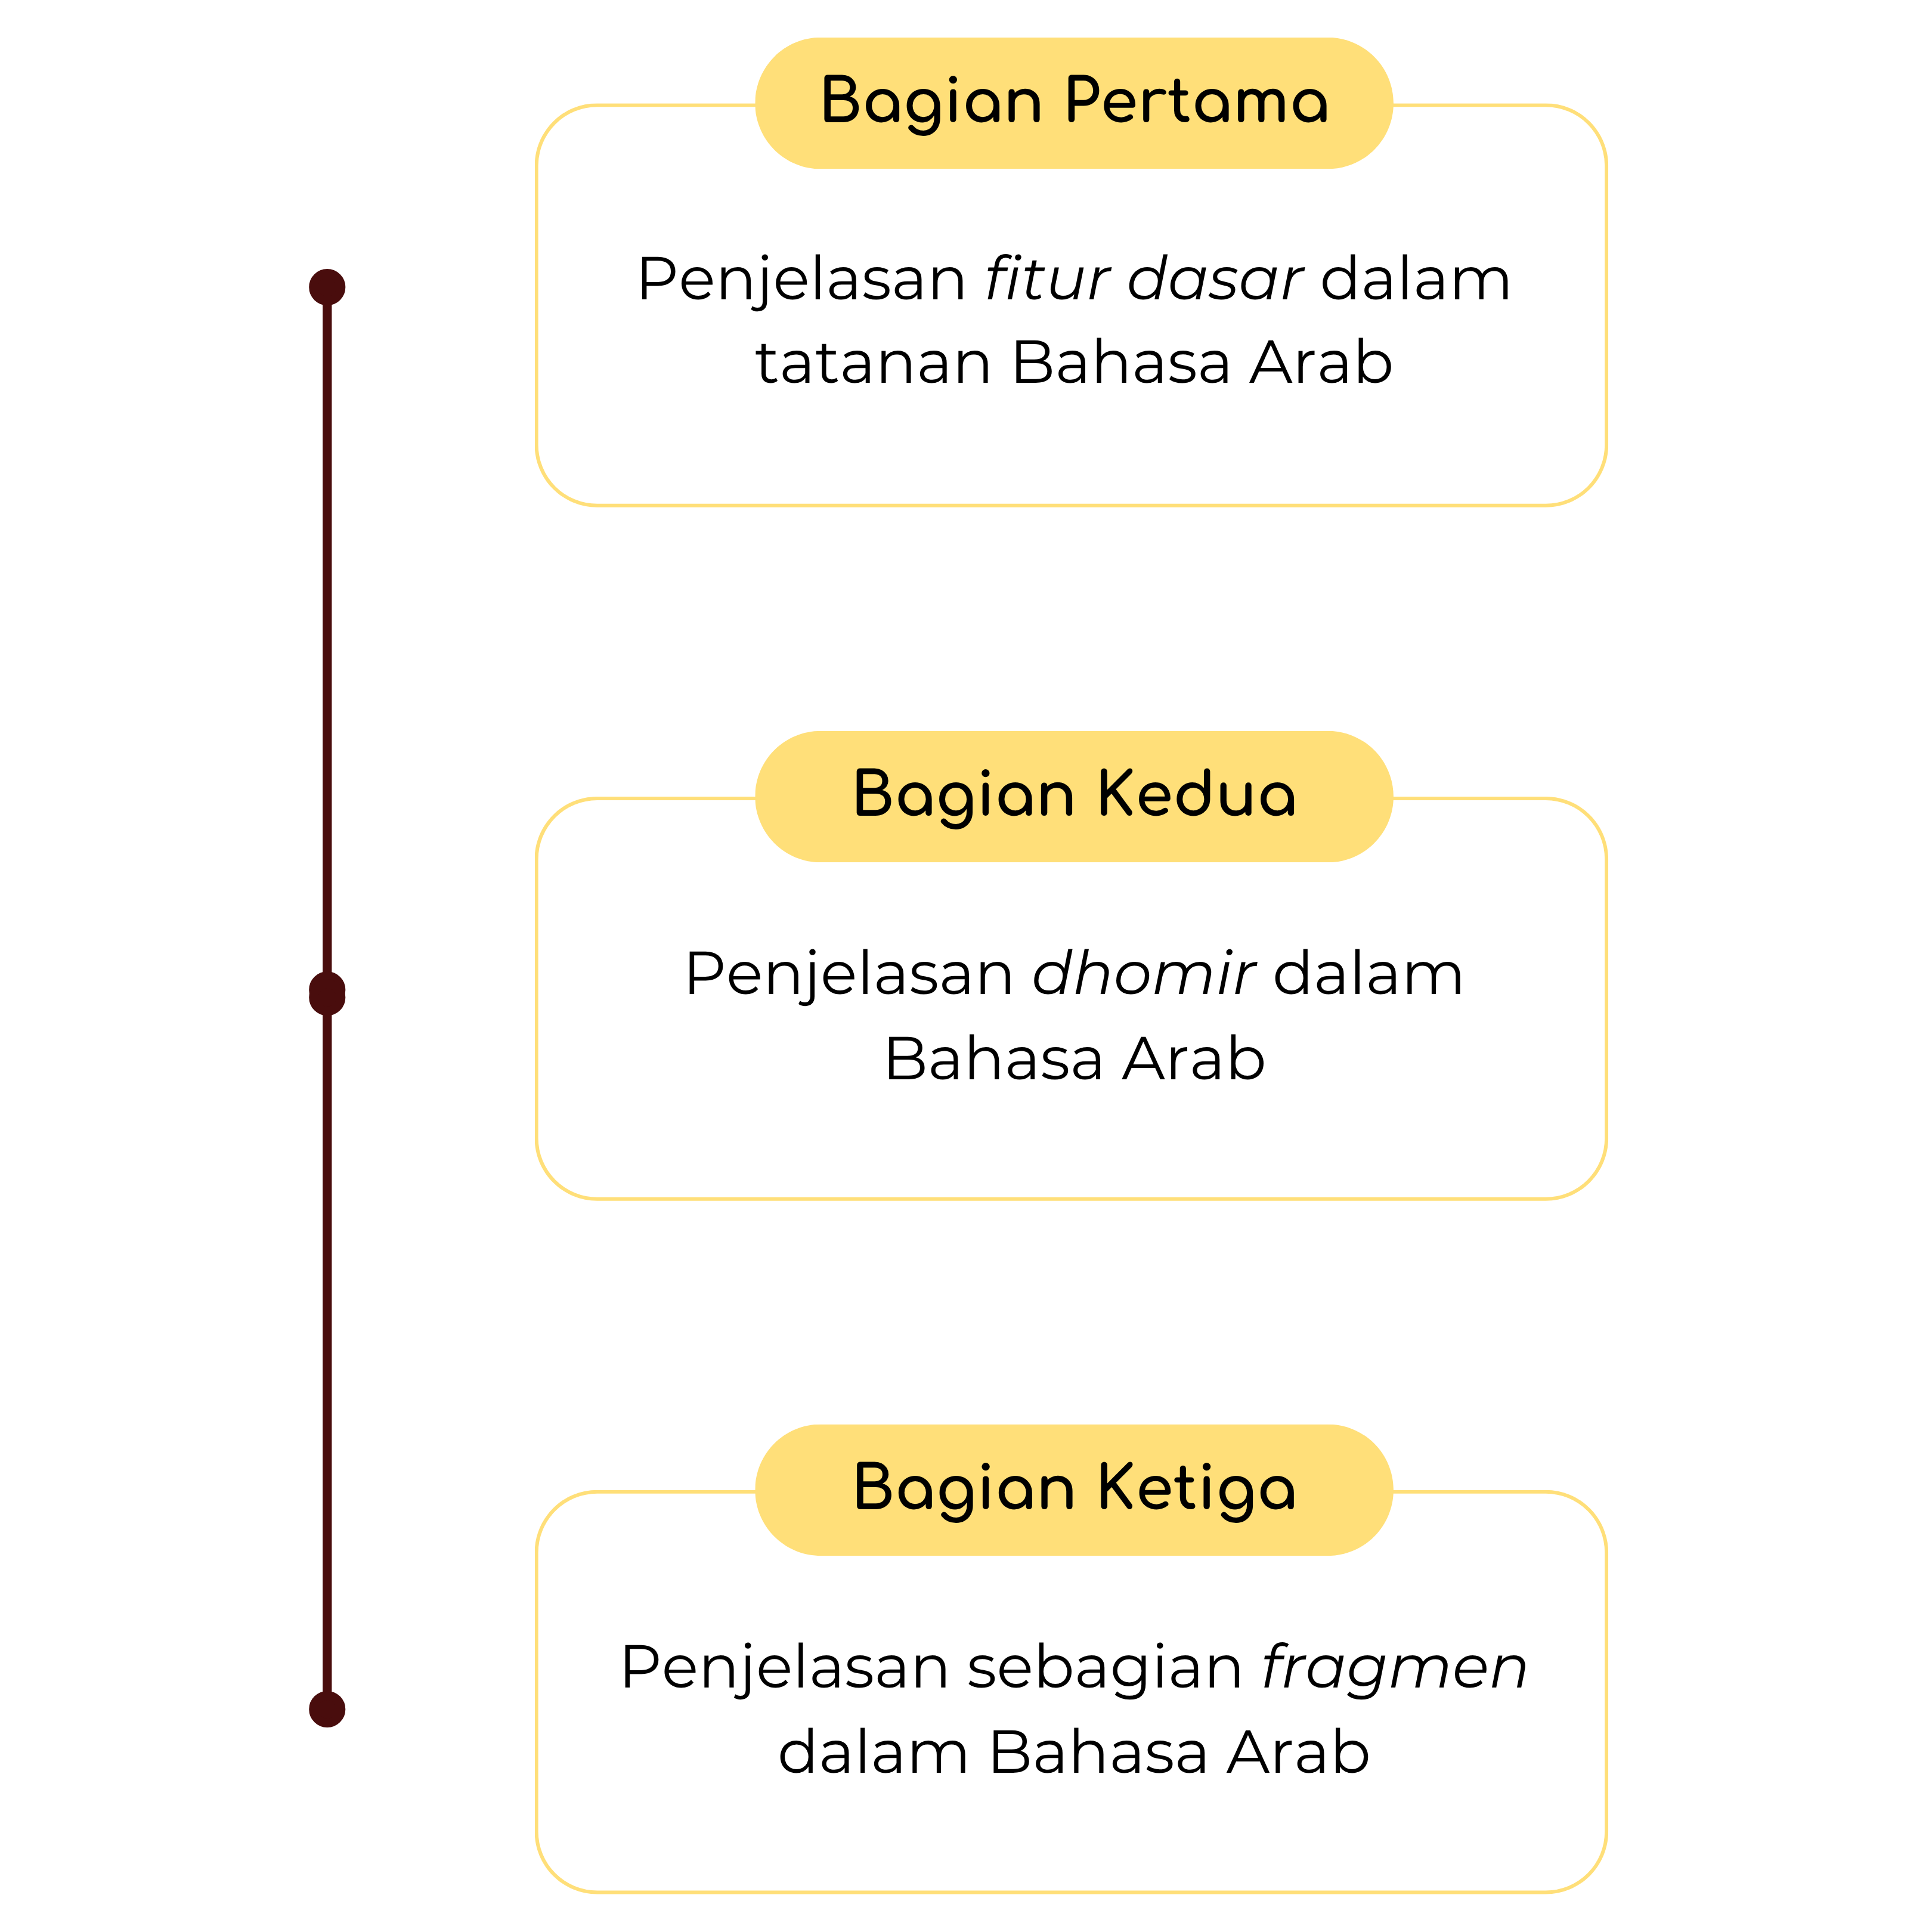 Bagian Pertama
Penjelasan fitur dasar dalam
tatanan Bahasa Arab
Bagian Kedua
Penjelasan dhomir dalam
Bahasa Arab
Bagian Ketiga
Penjelasan sebagian fragmen
dalam Bahasa Arab